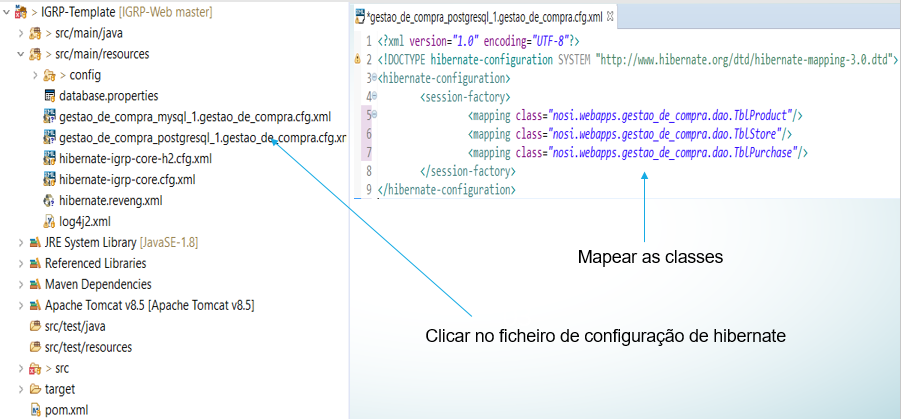 IGRP-Template [IGRP-Web master]
> src/main/java
> src/main/resources
> config
database.properties
gestao_de_compra_mysql_1.gestao_de_compra.cfg.xml
gestao_de_compra_postgresql_1.gestao_de_compra.cfg.xr
hibernate-igrp-core-h2.cfg.xml
hibernate-igrp-core.cfg.xml
hibernate.reveng.xml
log4j2.xml
JRE System Library [JavaSE-1.8]
Referenced Libraries
Maven Dependencies
Apache Tomcat v8.5 [Apache Tomcat v8.5]
src/test/java
src/test/resources
> src
target
pom.xml
*gestao_de_compra_postgresql_1.gestao_de_compra.cfg.xml
1 <?xml version="1.0" encoding="UTF-8"?>
2 <!DOCTYPE hibernate-configuration SYSTEM "http://www.hibernate.org/dtd/hibernate-mapping-3.0.dtd">
3 <hibernate-configuration>
4 <session-factory>
5 <mapping class="nosi.webapps.gestao_de_compra.dao.TblProduct"/>
6 <mapping class="nosi.webapps.gestao_de_compra.dao.TblStore"/>
7 <mapping class="nosi.webapps.gestao_de_compra.dao.TblPurchase"/>
8 </session-factory>
9 </hibernate-configuration>
Mapear as classes
Clicar no ficheiro de configuração de hibernate